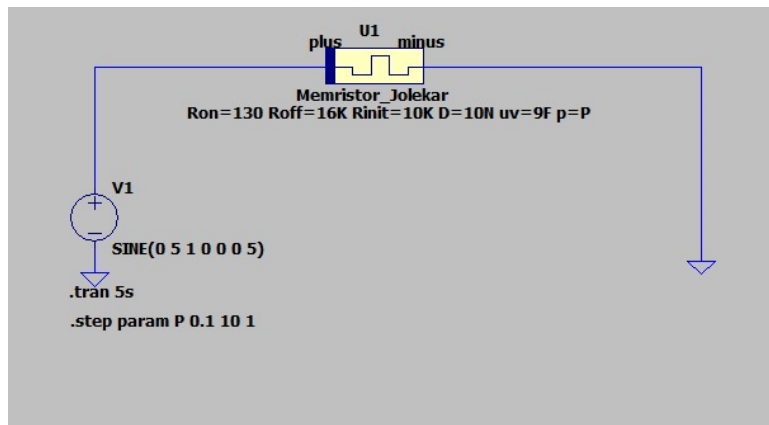 U1
plus minus
Memristor_Jolekar
Ron=130 Roff=16K Rinit=10K D=10N uv=9F p=P
V1
SINE(0 5 1 0 0 0 5)
.tran 5s
.step param P 0.1 10 1